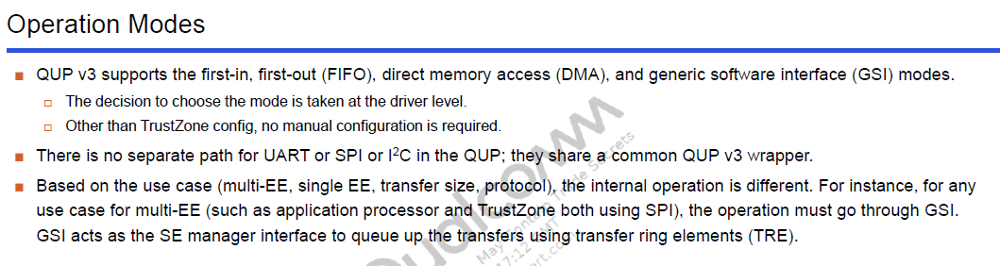 Operation Modes
■ QUP v3 supports the first-in, first-out (FIFO), direct memory access (DMA), and generic software interface (GSI) modes.
□ The decision to choose the mode is taken at the driver level.
□ Other than TrustZone config, no manual configuration is required.
■ There is no separate path for UART or SPI or I²C in the QUP; they share a common QUP v3 wrapper.
■ Based on the use case (multi-EE, single EE, transfer size, protocol), the internal operation is different. For instance, for any
use case for multi-EE (such as application processor and TrustZone both using SPI), the operation must go through GSI.
GSI acts as the SE manager interface to queue up the transfers using transfer ring elements (TRE).
Qualcomm
May Contain Trade Secrets